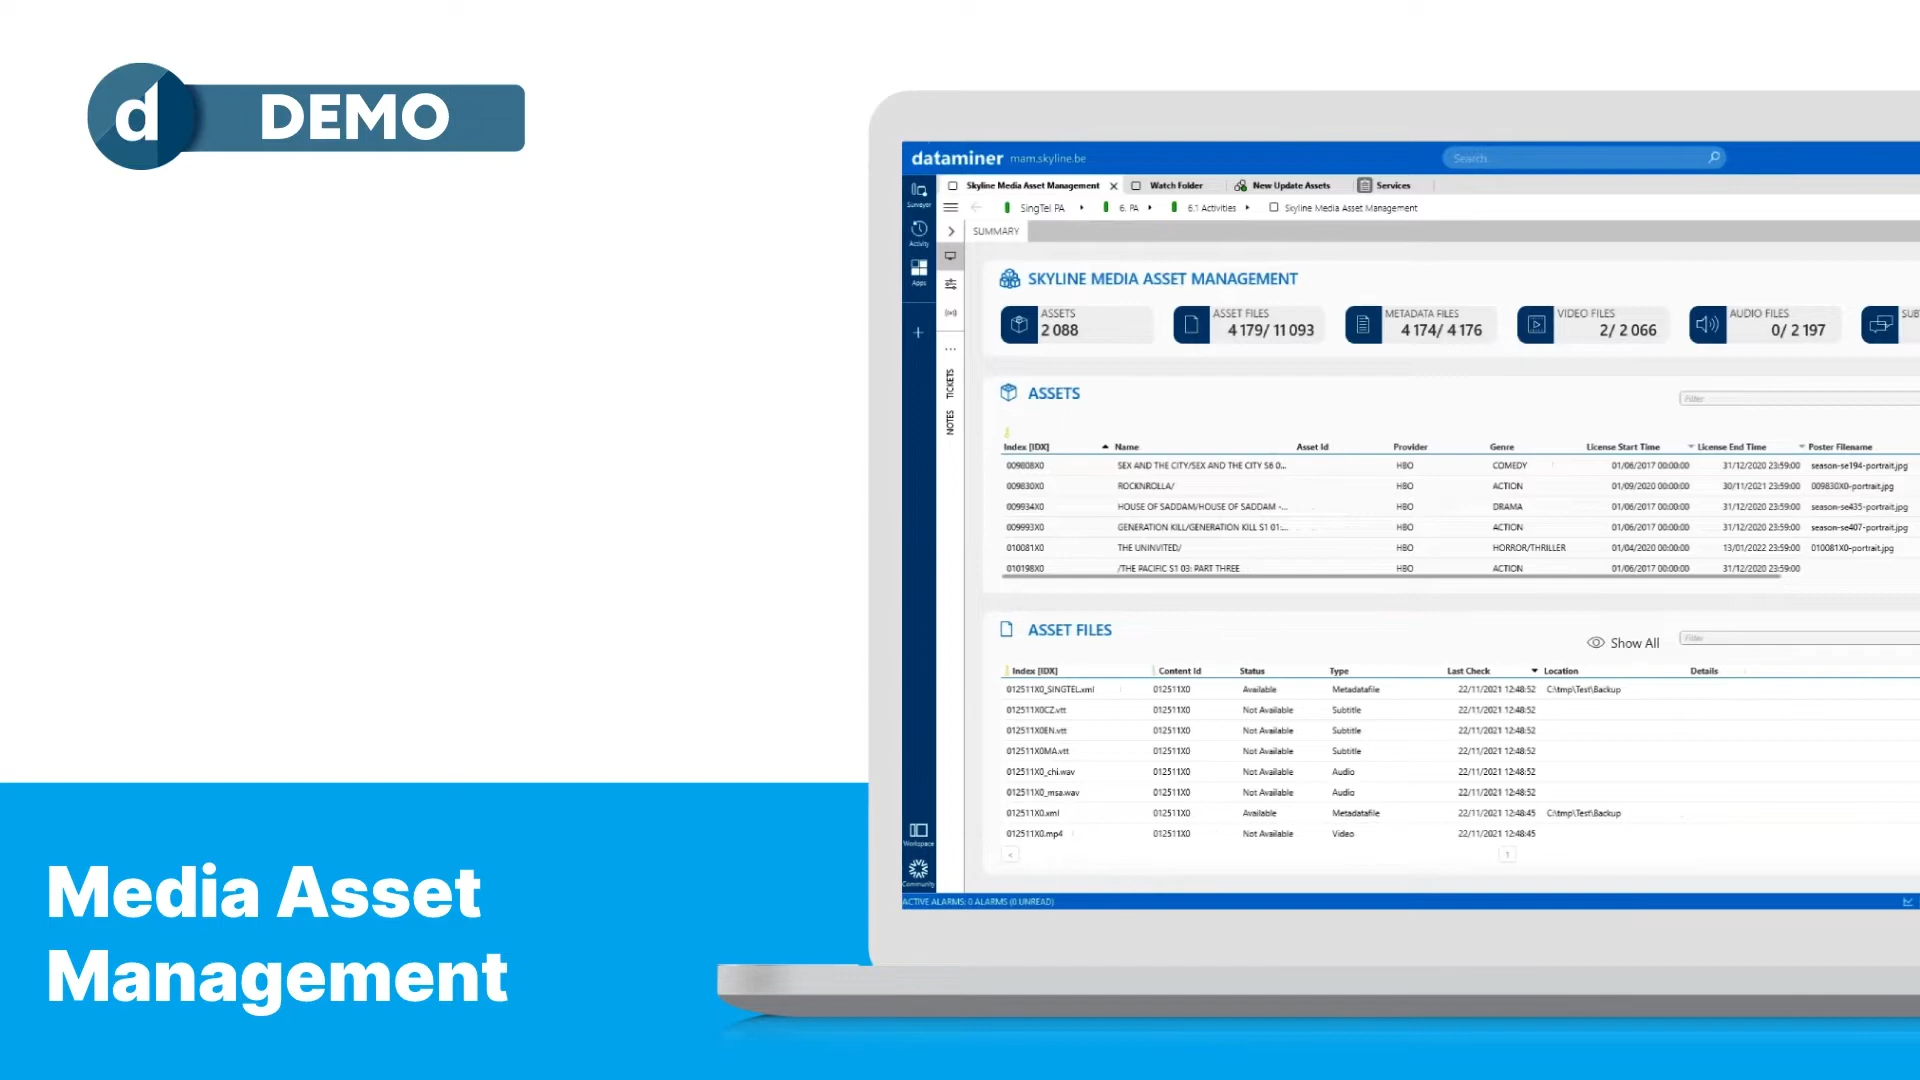 d DEMO
dataminer mam.skyline.be
Search
Skyline Media Asset Management
Watch Folder
New Update Assets
Services
Surveyor
SingTel PA
6. PA
6.1 Activities
Skyline Media Asset Management
Activity
Apps
SUMMARY
TICKETS
NOTES
SKYLINE MEDIA ASSET MANAGEMENT
ASSETS
2 088
ASSET FILES
4 179/ 11 093
METADATA FILES
4 174/ 4 176
VIDEO FILES
2/ 2 066
AUDIO FILES
0/ 2 197
SUB
ASSETS
Filter
Index [IDX] Name Asset Id Provider Genre License Start Time License End Time Poster Filename
009808X0 SEX AND THE CITY/SEX AND THE CITY S6 0... HBO COMEDY 01/06/2017 00:00:00 31/12/2020 23:59:00 season-se194-portrait.jpg
009830X0 ROCKNROLLA/ HBO ACTION 01/09/2020 00:00:00 30/11/2021 23:59:00 009830X0-portrait.jpg
009934X0 HOUSE OF SADDAM/HOUSE OF SADDAM -... HBO DRAMA 01/06/2017 00:00:00 31/12/2020 23:59:00 season-se435-portrait.jpg
009993X0 GENERATION KILL/GENERATION KILL S1 01:... HBO ACTION 01/06/2017 00:00:00 31/12/2020 23:59:00 season-se407-portrait.jpg
010081X0 THE UNINVITED/ HBO HORROR/THRILLER 01/04/2020 00:00:00 13/01/2022 23:59:00 010081X0-portrait.jpg
010198X0 /THE PACIFIC S1 03: PART THREE HBO ACTION 01/06/2017 00:00:00 31/12/2020 23:59:00
ASSET FILES
Show All
Filter
Index [IDX] Content Id Status Type Last Check Location Details
012511X0_SINGTEL.xml 012511X0 Available Metadatafile 22/11/2021 12:48:52 C:\tmp\Test\Backup
012511X0CZ.vtt 012511X0 Not Available Subtitle 22/11/2021 12:48:52
012511X0EN.vtt 012511X0 Not Available Subtitle 22/11/2021 12:48:52
012511X0MA.vtt 012511X0 Not Available Subtitle 22/11/2021 12:48:52
012511X0_chi.wav 012511X0 Not Available Audio 22/11/2021 12:48:52
012511X0_msa.wav 012511X0 Not Available Audio 22/11/2021 12:48:52
012511X0.xml 012511X0 Available Metadatafile 22/11/2021 12:48:45 C:\tmp\Test\Backup
012511X0.mp4 012511X0 Not Available Video 22/11/2021 12:48:45
< 1
Workspace
Community
ACTIVE ALARMS: 0 ALARMS (0 UNREAD)
Media Asset
Management